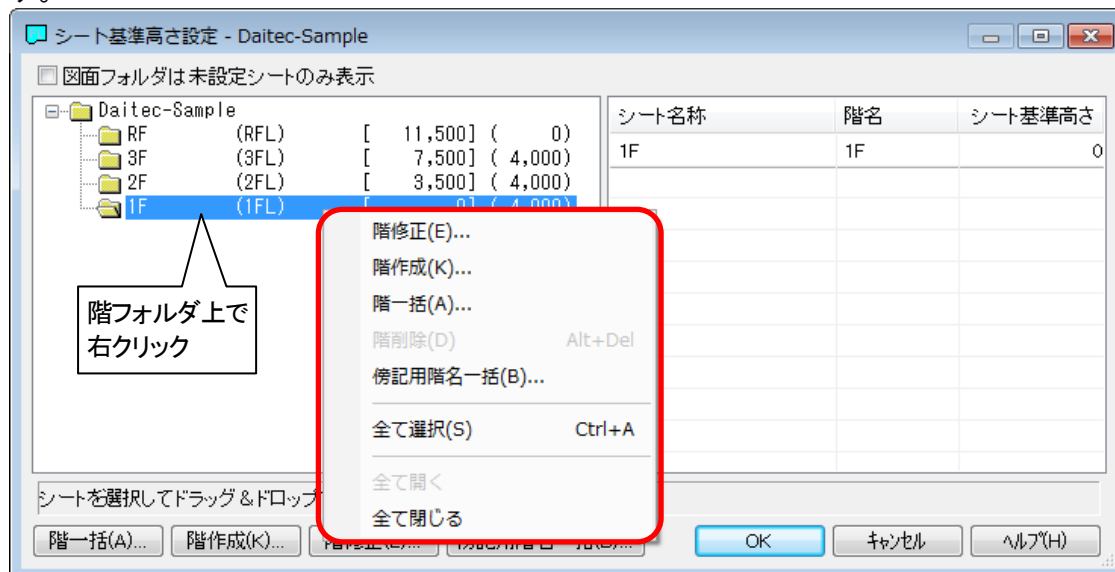 す。
シート基準高さ設定 - Daitec-Sample
図面フォルダは未設定シートのみ表示
Daitec-Sample
RF (RFL) [ 11,500] ( 0)
3F (3FL) [ 7,500] ( 4,000)
2F (2FL) [ 3,500] ( 4,000)
1F (1FL) [ 0] ( 4,000)
シート名称 階名 シート基準高さ
1F 1F 0
階フォルダ上で
右クリック
階修正(E)...
階作成(K)...
階一括(A)...
階削除(D) Alt+Del
傍記用階名一括(B)...
全て選択(S) Ctrl+A
全て開く
全て閉じる
シートを選択してドラッグ&ドロップ
階一括(A)... 階作成(K)... OK キャンセル ヘルプ(H)